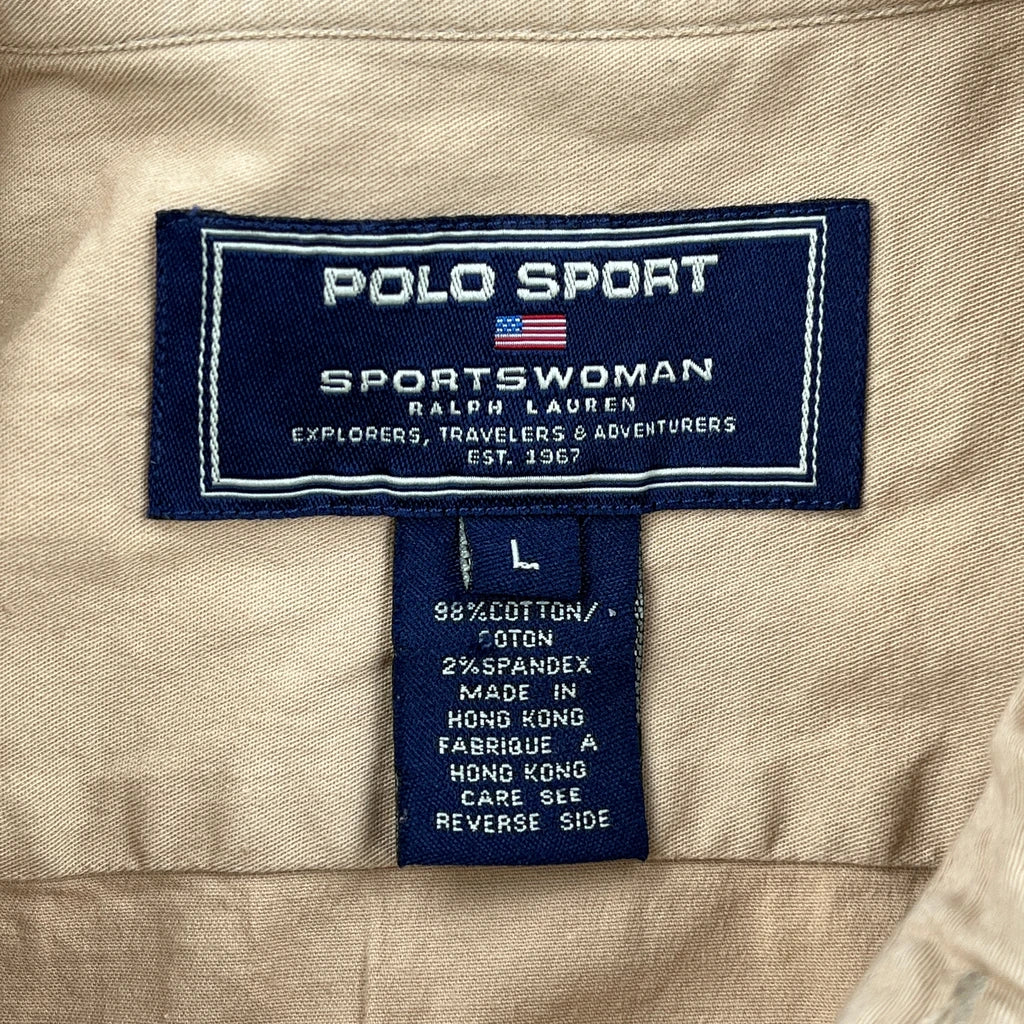 POLO SPORT
SPORTSWOMAN
RALPH LAUREN
EXPLORERS, TRAVELERS & ADVENTURERS
EST. 1967
L
98%COTTON/
COTON
2%SPANDEX
MADE IN
HONG KONG
FABRIQUE A
HONG KONG
CARE SEE
REVERSE SIDE